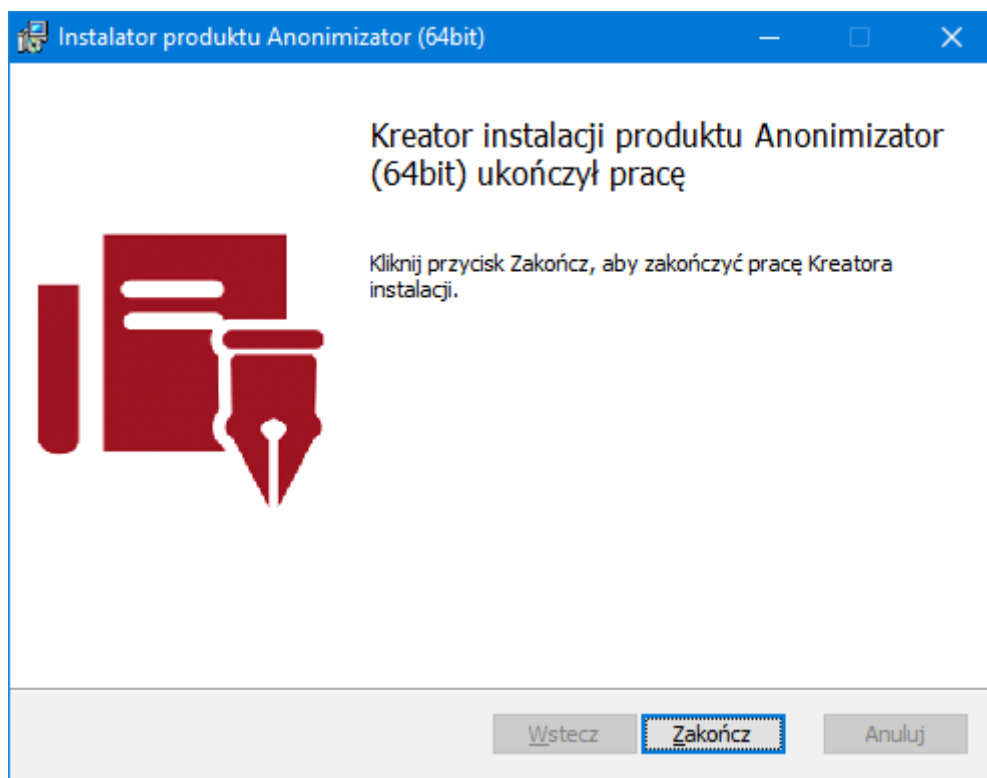 Instalator produktu Anonimizator (64bit)
Kreator instalacji produktu Anonimizator
(64bit) ukończył pracę
Kliknij przycisk Zakończ, aby zakończyć pracę Kreatora
instalacji.
Wstecz
Zakończ
Anuluj